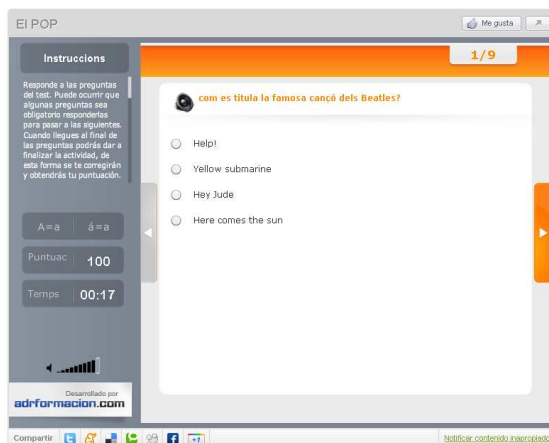 El POP
Me gusta
Instruccions
1/9
Responde a las preguntas
del test. Puede ocurrir que
algunas preguntas sea
obligatorio responderlas
para pasar a las siguientes.
Cuando llegues al final de
las preguntas podrás dar a
finalizar la actividad, de
esta forma se te corregirán
y obtendrás tu puntuación.
com es titula la famosa cançó dels Beatles?
Help!
Yellow submarine
Hey Jude
Here comes the sun
A=a á=a
Puntuac 100
Temps 00:17
Desarrollado por
adrformacion.com
Compartir
+1
Notificar contenido inapropiado